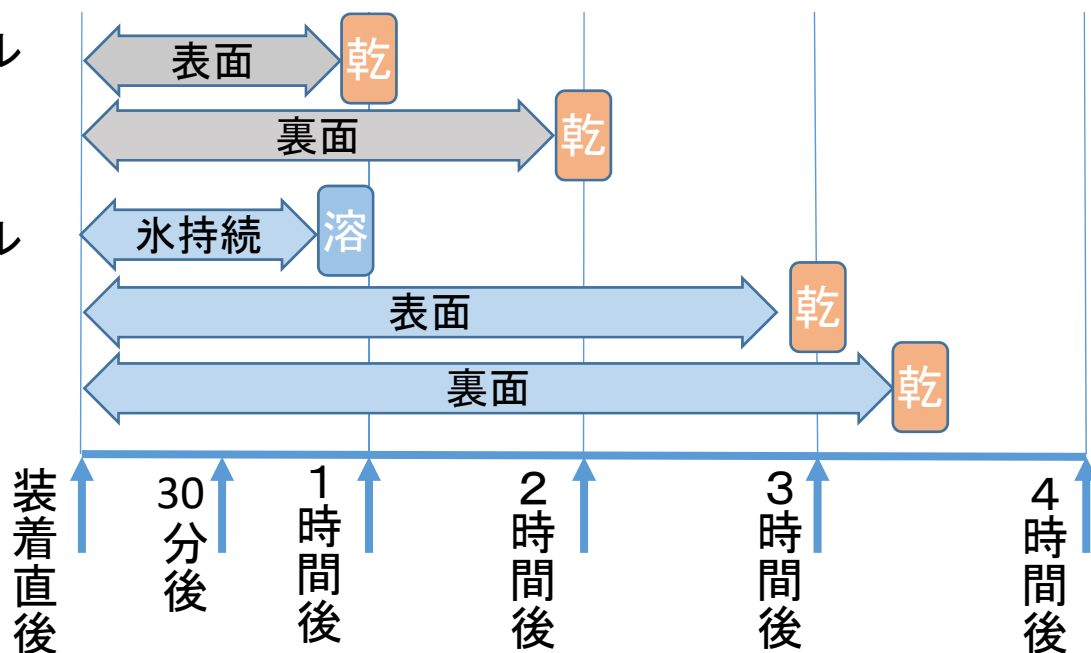 ル
表面 乾
裏面 乾
ル
氷持続 溶
表面 乾
裏面 乾
装着直後
30分後
1時間後
2時間後
3時間後
4時間後